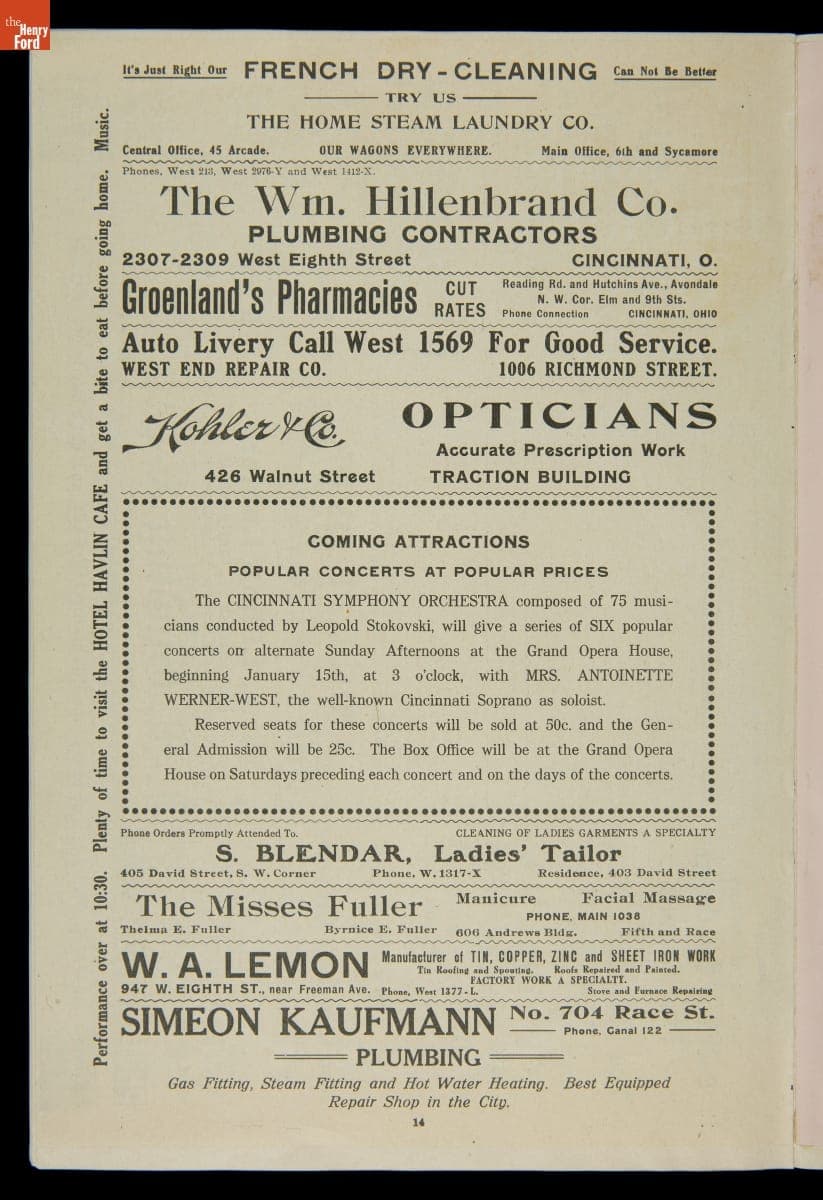 the
Henry
Ford
It's Just Right Our FRENCH DRY-CLEANING Can Not Be Better
TRY US
THE HOME STEAM LAUNDRY CO.
Central Office, 45 Arcade. OUR WAGONS EVERYWHERE. Main Office, 6th and Sycamore
Phones, West 213, West 2976-Y and West 1412-X.
The Wm. Hillenbrand Co.
PLUMBING CONTRACTORS
2307-2309 West Eighth Street CINCINNATI, O.
Groenland's Pharmacies CUT RATES
Reading Rd. and Hutchins Ave., Avondale
N. W. Cor. Elm and 9th Sts.
Phone Connection CINCINNATI, OHIO
Auto Livery Call West 1569 For Good Service.
WEST END REPAIR CO. 1006 RICHMOND STREET.
Kohler & Co. OPTICIANS
Accurate Prescription Work
426 Walnut Street TRACTION BUILDING
COMING ATTRACTIONS
POPULAR CONCERTS AT POPULAR PRICES
The CINCINNATI SYMPHONY ORCHESTRA composed of 75 musi-
cians conducted by Leopold Stokovski, will give a series of SIX popular
concerts on alternate Sunday Afternoons at the Grand Opera House,
beginning January 15th, at 3 o'clock, with MRS. ANTOINETTE
WERNER-WEST, the well-known Cincinnati Soprano as soloist.
Reserved seats for these concerts will be sold at 50c. and the Gen-
eral Admission will be 25c. The Box Office will be at the Grand Opera
House on Saturdays preceding each concert and on the days of the concerts.
Phone Orders Promptly Attended To. CLEANING OF LADIES GARMENTS A SPECIALTY
S. BLENDAR, Ladies' Tailor
405 David Street, S. W. Corner Phone, W. 1317-X Residence, 403 David Street
The Misses Fuller Manicure Facial Massage
PHONE, MAIN 1038
Thelma E. Fuller Byrnice E. Fuller 606 Andrews Bldg. Fifth and Race
W. A. LEMON Manufacturer of TIN, COPPER, ZINC and SHEET IRON WORK
Tin Roofing and Spouting. Roofs Repaired and Painted.
FACTORY WORK A SPECIALTY.
947 W. EIGHTH ST., near Freeman Ave. Phone, West 1377-L. Stove and Furnace Repairing
SIMEON KAUFMANN No. 704 Race St.
Phone, Canal 122
PLUMBING
Gas Fitting, Steam Fitting and Hot Water Heating. Best Equipped
Repair Shop in the City.
14
Performance over at 10:30. Plenty of time to visit the HOTEL HAVLIN CAFE and get a bite to eat before going home. Music.